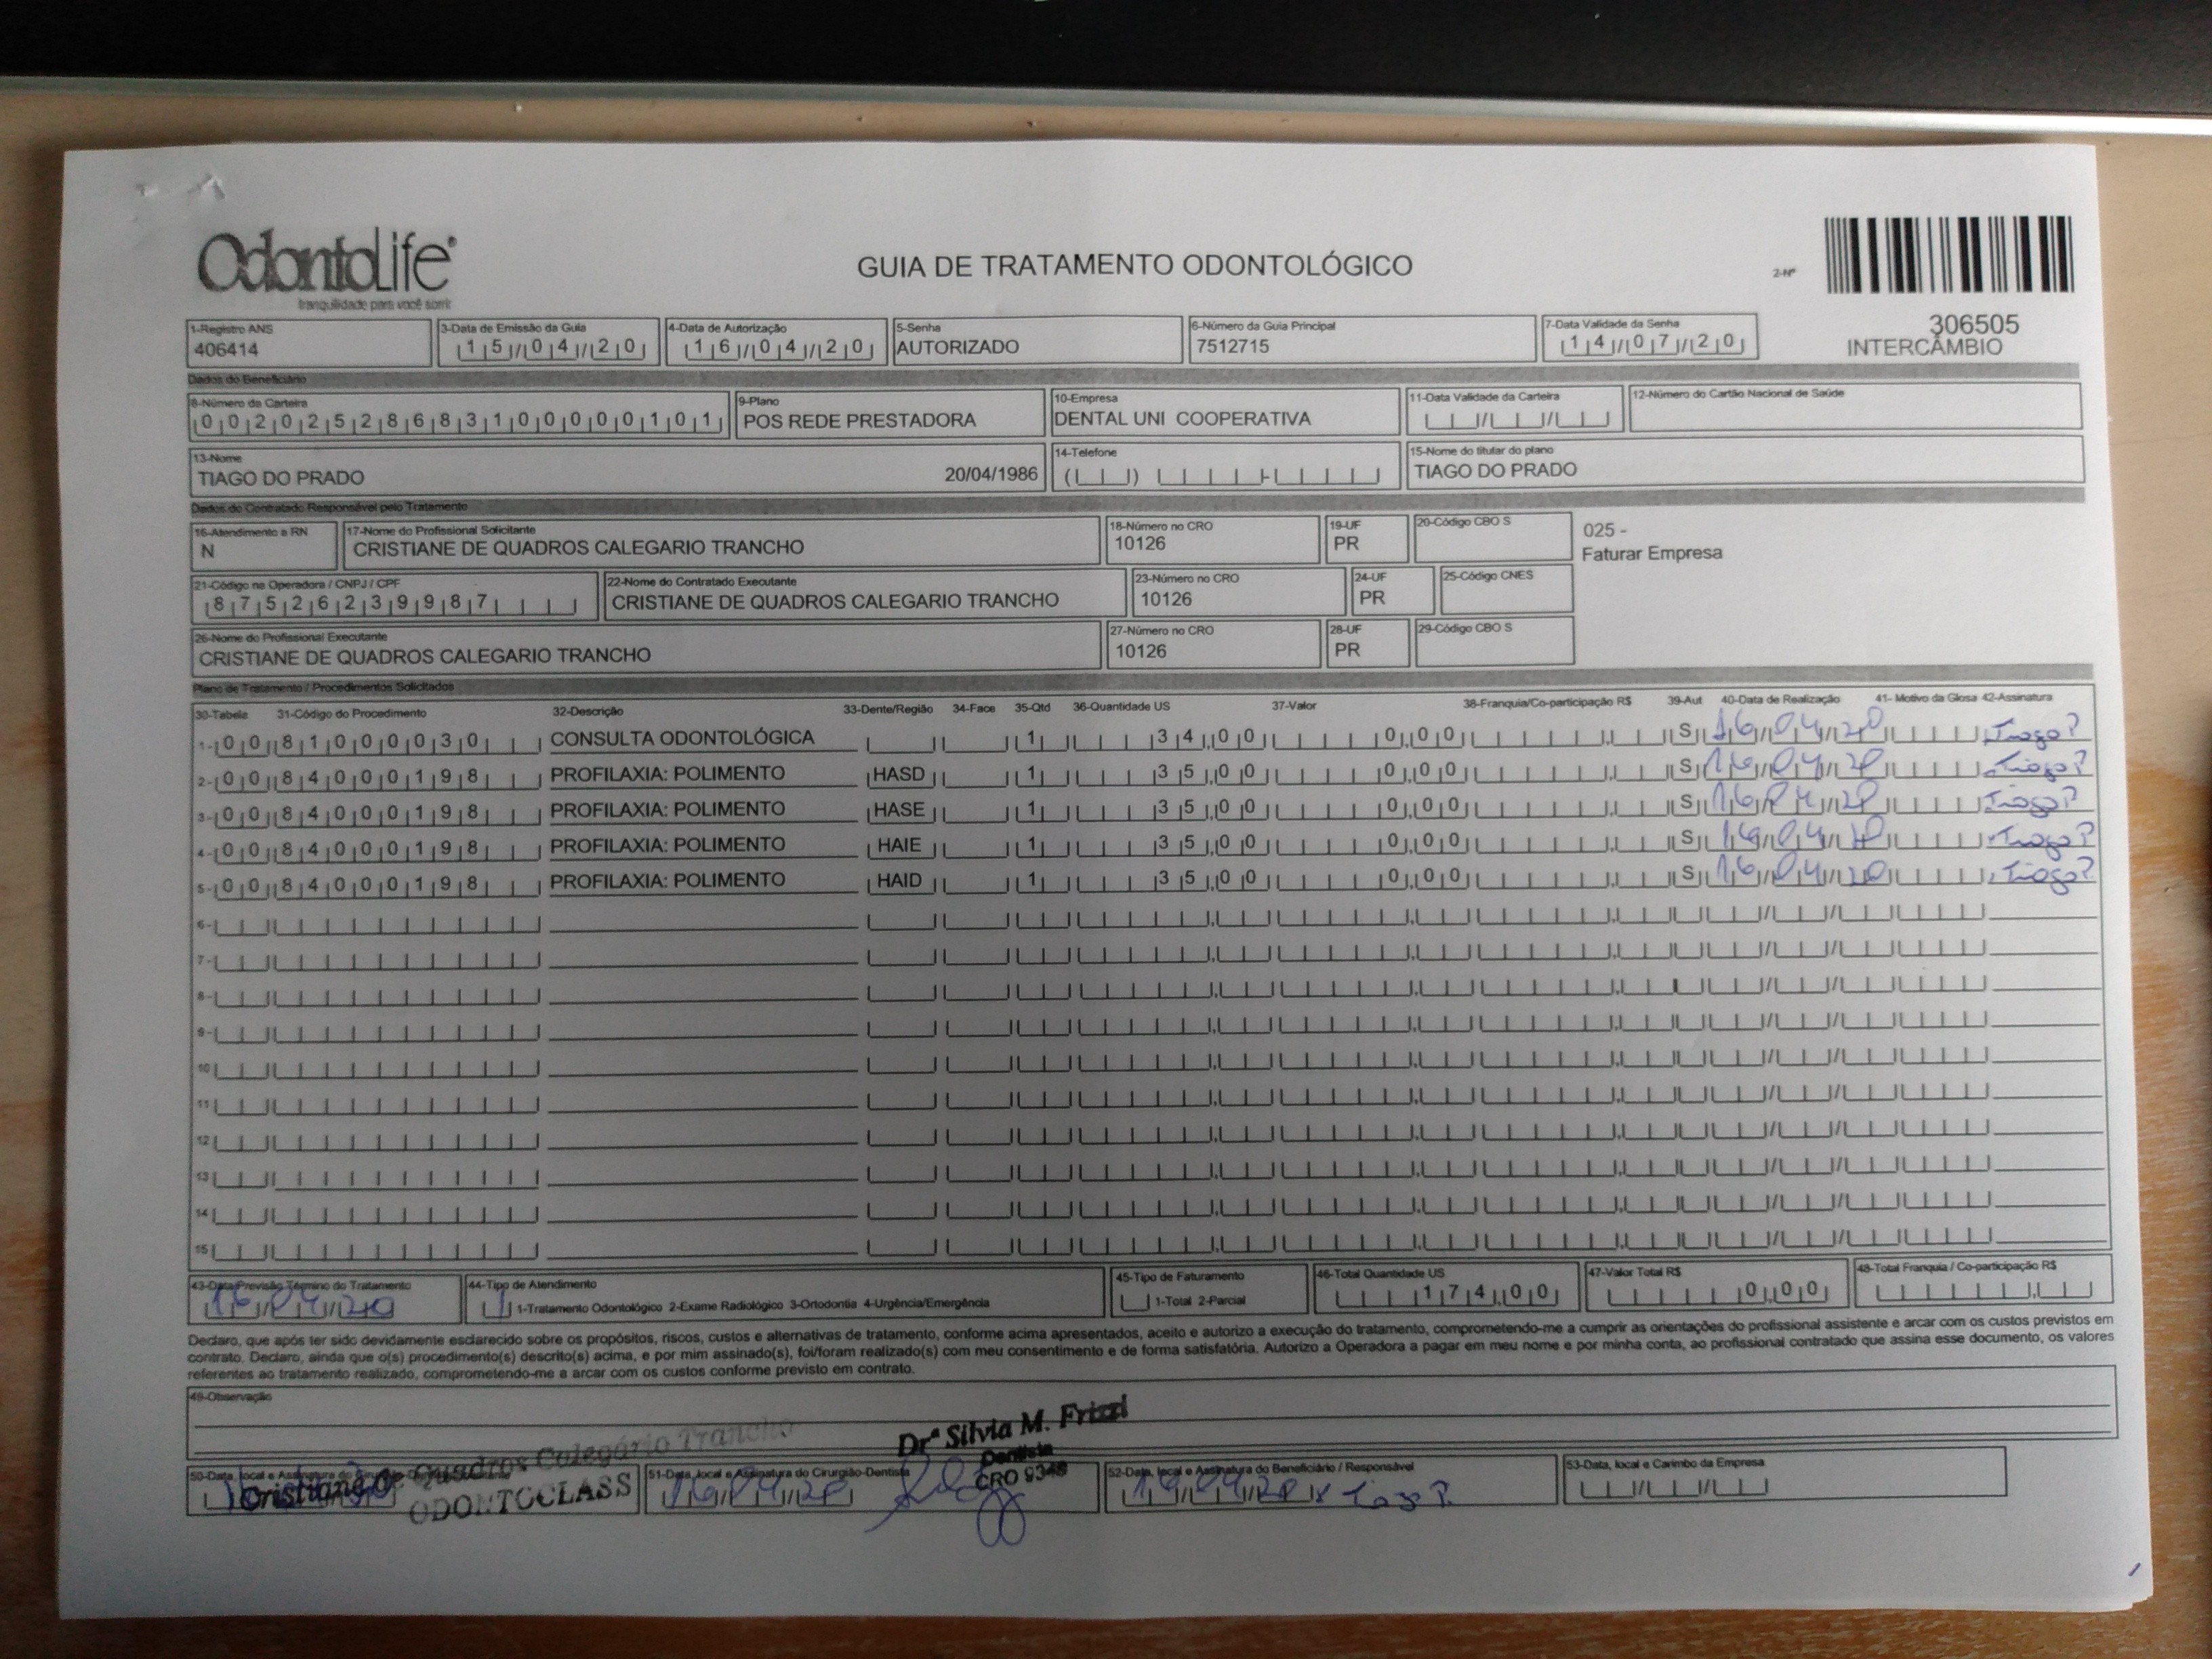 OdontoLife®
tranquilidade para você sorrir
GUIA DE TRATAMENTO ODONTOLÓGICO
2-Nº
306505
INTERCÂMBIO
1-Registro ANS
406414
3-Data de Emissão da Guia
15/04/20
4-Data de Autorização
16/04/20
5-Senha
AUTORIZADO
6-Número da Guia Principal
7512715
7-Data Validade da Senha
14/07/20
Dados do Beneficiário
8-Número da Carteira
00202528683100000101
9-Plano
POS REDE PRESTADORA
10-Empresa
DENTAL UNI COOPERATIVA
11-Data Validade da Carteira
12-Número do Cartão Nacional de Saúde
13-Nome
TIAGO DO PRADO 20/04/1986
14-Telefone
15-Nome do titular do plano
TIAGO DO PRADO
Dados do Contratado Responsável pelo Tratamento
16-Atendimento a RN
N
17-Nome do Profissional Solicitante
CRISTIANE DE QUADROS CALEGARIO TRANCHO
18-Número no CRO
10126
19-UF
PR
20-Código CBO S
025 -
Faturar Empresa
21-Código na Operadora / CNPJ / CPF
87526239987
22-Nome do Contratado Executante
CRISTIANE DE QUADROS CALEGARIO TRANCHO
23-Número no CRO
10126
24-UF
PR
25-Código CNES
26-Nome do Profissional Executante
CRISTIANE DE QUADROS CALEGARIO TRANCHO
27-Número no CRO
10126
28-UF
PR
29-Código CBO S
Plano de Tratamento / Procedimentos Solicitados
30-Tabela 31-Código do Procedimento 32-Descrição 33-Dente/Região 34-Face 35-Qtd 36-Quantidade US 37-Valor 38-Franquia/Co-participação R$ 39-Aut 40-Data de Realização 41- Motivo da Glosa 42-Assinatura
1- 00 81000030 CONSULTA ODONTOLÓGICA 1 34,00 0,00 S 16/04/20 Tiago P
2- 00 84000198 PROFILAXIA: POLIMENTO HASD 1 35,00 0,00 S 16/04/20 Tiago P
3- 00 84000198 PROFILAXIA: POLIMENTO HASE 1 35,00 0,00 S 16/04/20 Tiago P
4- 00 84000198 PROFILAXIA: POLIMENTO HAIE 1 35,00 0,00 S 16/04/20 Tiago P
5- 00 84000198 PROFILAXIA: POLIMENTO HAID 1 35,00 0,00 S 16/04/20 Tiago P
6-
7-
8-
9-
10
11
12
13
14
15
43-Data Previsão Término do Tratamento
16/04/20
44-Tipo de Atendimento
1 1-Tratamento Odontológico 2-Exame Radiológico 3-Ortodontia 4-Urgência/Emergência
45-Tipo de Faturamento
1-Total 2-Parcial
46-Total Quantidade US
174,00
47-Valor Total R$
0,00
48-Total Franquia / Co-participação R$
Declaro, que após ter sido devidamente esclarecido sobre os propósitos, riscos, custos e alternativas de tratamento, conforme acima apresentados, aceito e autorizo a execução do tratamento, comprometendo-me a cumprir as orientações do profissional assistente e arcar com os custos previstos em
contrato. Declaro, ainda que o(s) procedimento(s) descrito(s) acima, e por mim assinado(s), foi/foram realizado(s) com meu consentimento e de forma satisfatória. Autorizo a Operadora a pagar em meu nome e por minha conta, ao profissional contratado que assina esse documento, os valores
referentes ao tratamento realizado, comprometendo-me a arcar com os custos conforme previsto em contrato.
49-Observação
50-Data, local e Assinatura do Cirurgião-Dentista Solicitante
Cristiane de Quadros Calegário Trancho
ODONTOCLASS
51-Data, local e Assinatura do Cirurgião-Dentista
16/04/20
Drª Silvia M. Frizzi
Dentista
CRO 9348
52-Data, local e Assinatura do Beneficiário / Responsável
16/04/20 x Tiago P.
53-Data, local e Carimbo da Empresa